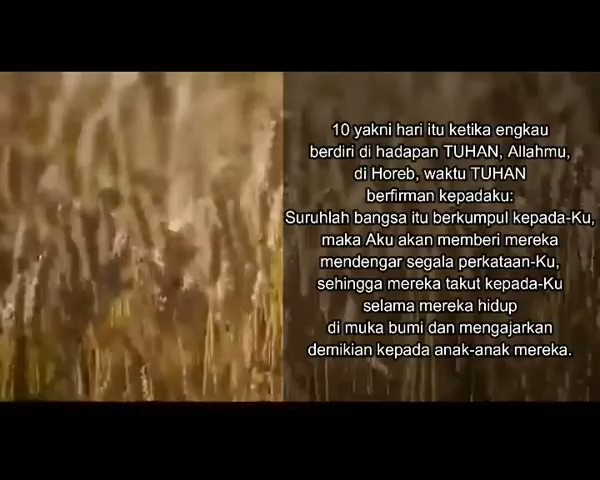 10 yakni hari itu ketika engkau
berdiri di hadapan TUHAN, Allahmu,
di Horeb, waktu TUHAN
berfirman kepadaku:
Suruhlah bangsa itu berkumpul kepada-Ku,
maka Aku akan memberi mereka
mendengar segala perkataan-Ku,
sehingga mereka takut kepada-Ku
selama mereka hidup
di muka bumi dan mengajarkan
demikian kepada anak-anak mereka.